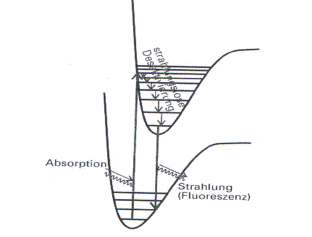 strahlungslose
Desaktivierung
Absorption
Strahlung
(Fluoreszenz)